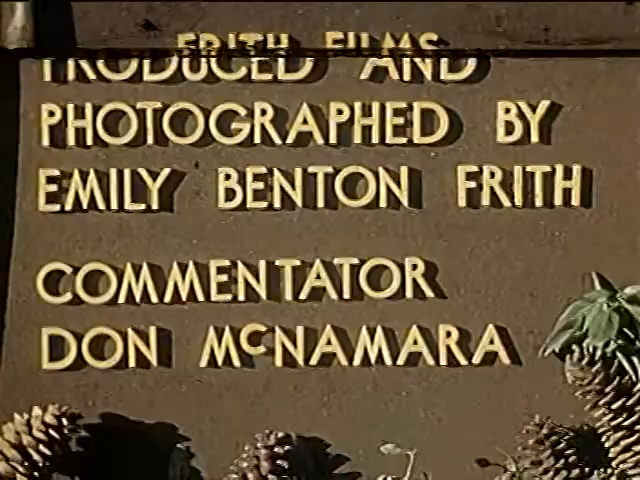 FRITH FILMS
PRODUCED AND
PHOTOGRAPHED BY
EMILY BENTON FRITH
COMMENTATOR
DON McNAMARA